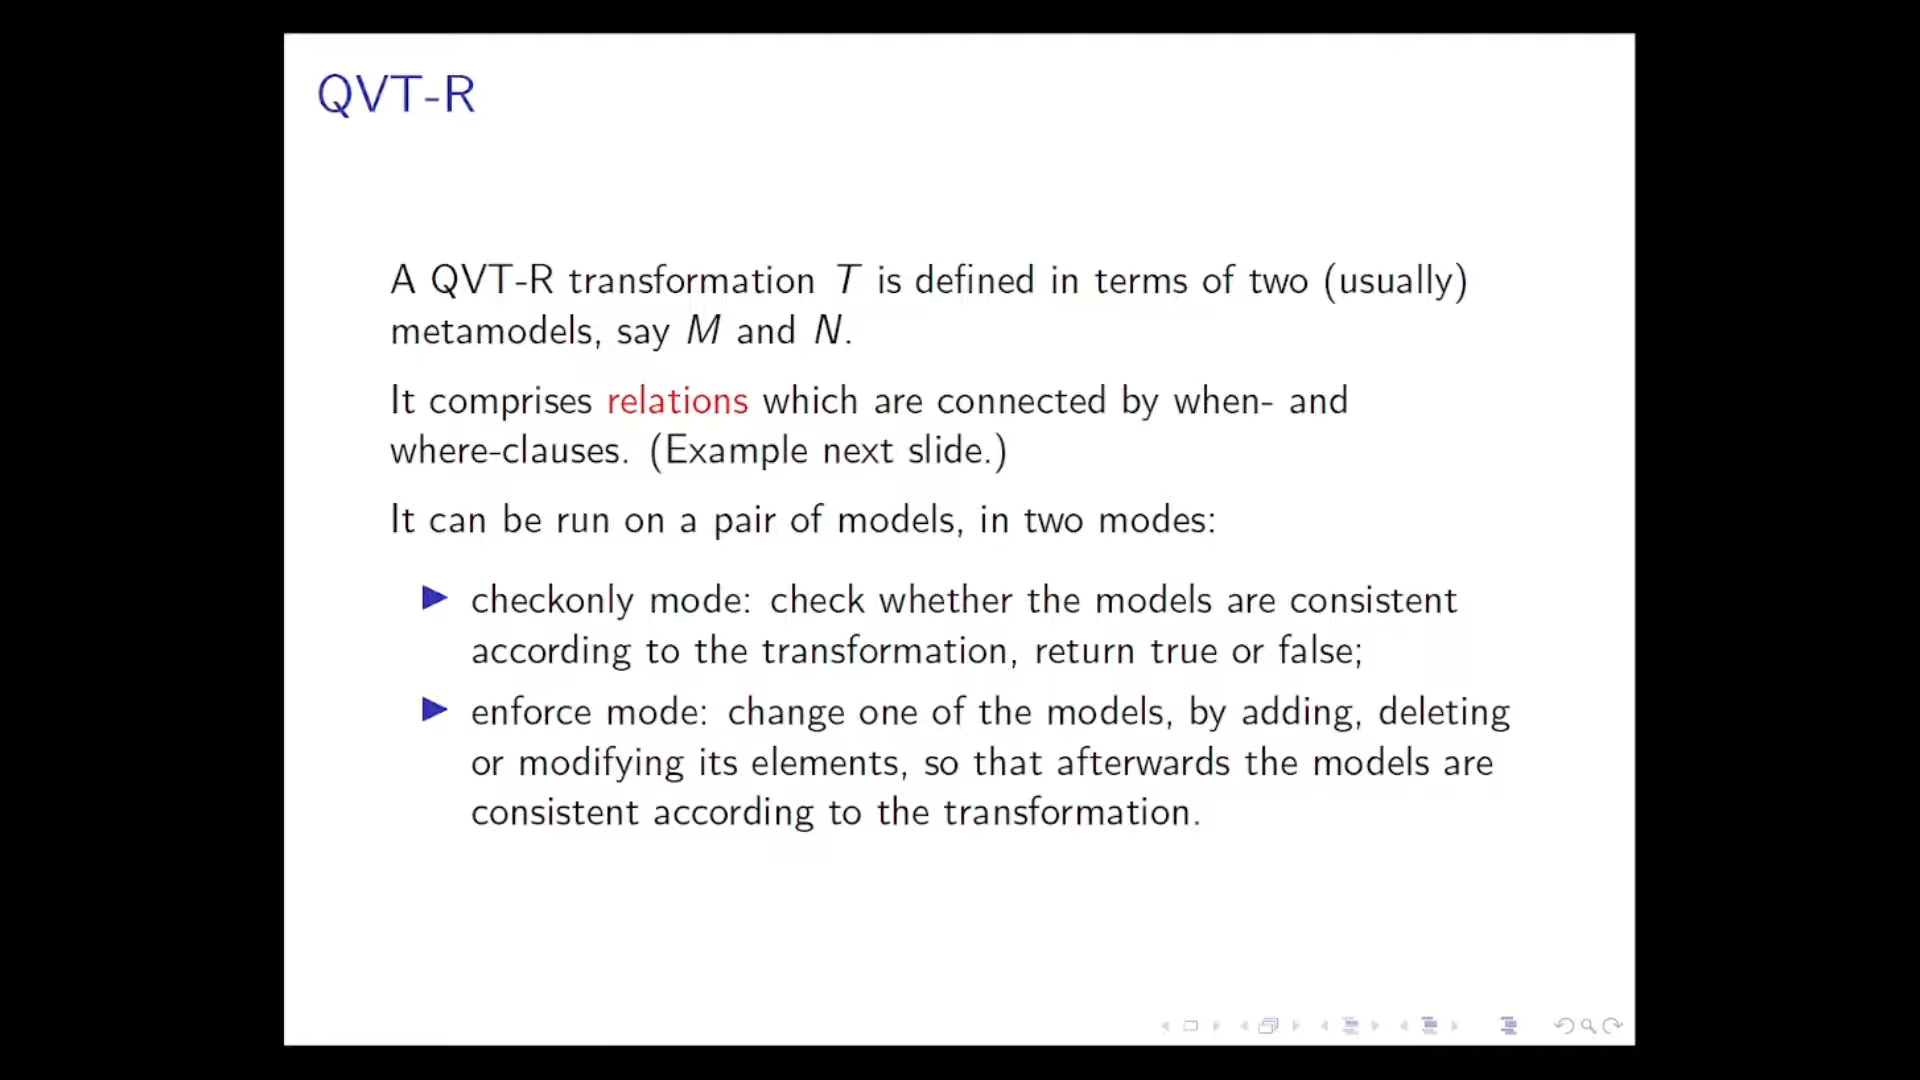 QVT-R
A QVT-R transformation T is defined in terms of two (usually)
metamodels, say M and N.
It comprises relations which are connected by when- and
where-clauses. (Example next slide.)
It can be run on a pair of models, in two modes:
▶ checkonly mode: check whether the models are consistent
according to the transformation, return true or false;
▶ enforce mode: change one of the models, by adding, deleting
or modifying its elements, so that afterwards the models are
consistent according to the transformation.